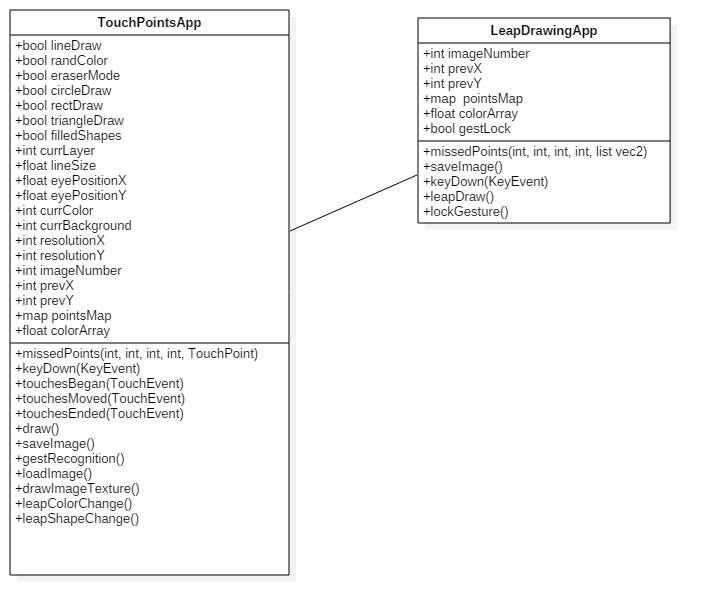 TouchPointsApp
+bool lineDraw
+bool randColor
+bool eraserMode
+bool circleDraw
+bool rectDraw
+bool triangleDraw
+bool filledShapes
+int currLayer
+float lineSize
+float eyePositionX
+float eyePositionY
+int currColor
+int currBackground
+int resolutionX
+int resolutionY
+int imageNumber
+int prevX
+int prevY
+map pointsMap
+float colorArray
+missedPoints(int, int, int, int, TouchPoint)
+keyDown(KeyEvent)
+touchesBegan(TouchEvent)
+touchesMoved(TouchEvent)
+touchesEnded(TouchEvent)
+draw()
+saveImage()
+gestRecognition()
+loadImage()
+drawImageTexture()
+leapColorChange()
+leapShapeChange()
LeapDrawingApp
+int imageNumber
+int prevX
+int prevY
+map  pointsMap
+float colorArray
+bool gestLock
+missedPoints(int, int, int, int, list vec2)
+saveImage()
+keyDown(KeyEvent)
+leapDraw()
+lockGesture()